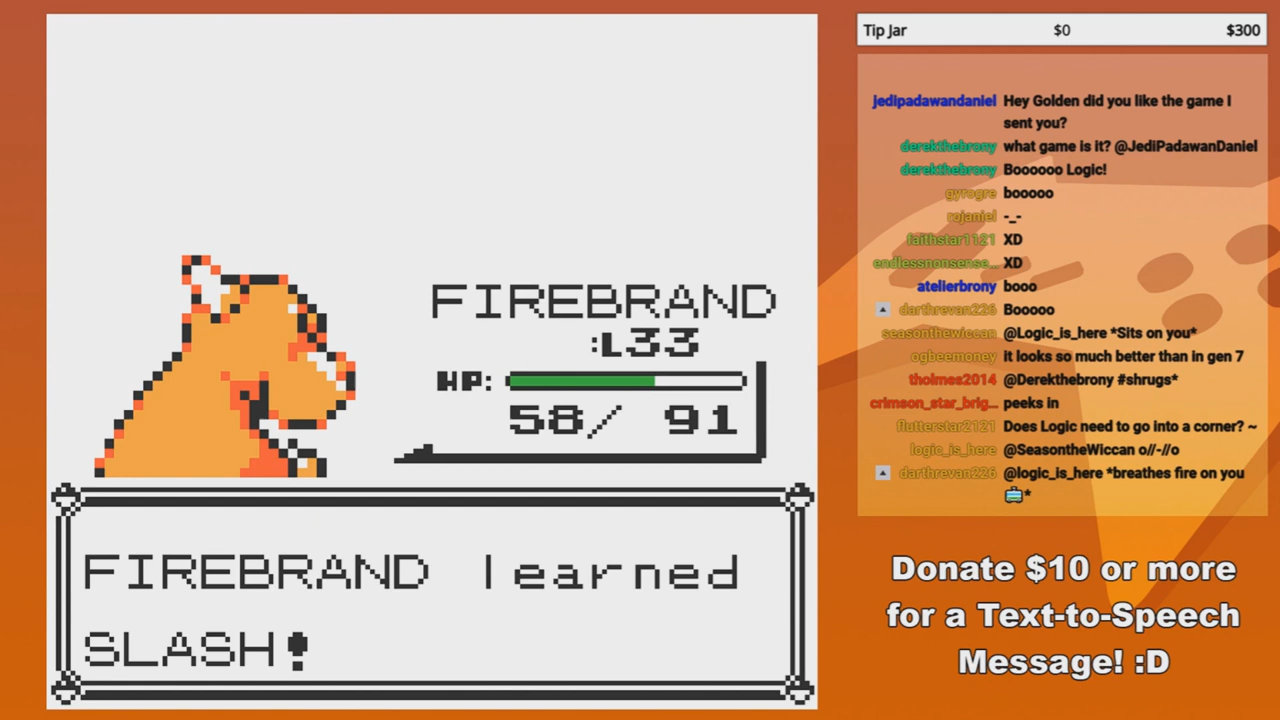 FIREBRAND
:L33
HP:
58/ 91
FIREBRAND learned
SLASH!
Tip Jar $0 $300
jedipadawandaniel Hey Golden did you like the game I
sent you?
derekthebrony what game is it? @JediPadawanDaniel
derekthebrony Boooooo Logic!
gyrogre booooo
rojaniel -_-
faithstar1121 XD
endlessnonsense... XD
atelierbrony booo
darthrevan226 Booooo
seasonthewiccan @Logic_is_here *Sits on you*
ogbeemoney it looks so much better than in gen 7
tholmes2014 @Derekthebrony #shrugs*
crimson_star_brig... peeks in
flutterstar2121 Does Logic need to go into a corner? ~
logic_is_here @SeasontheWiccan o//-//o
darthrevan226 @logic_is_here *breathes fire on you
*
Donate $10 or more
for a Text-to-Speech
Message! :D